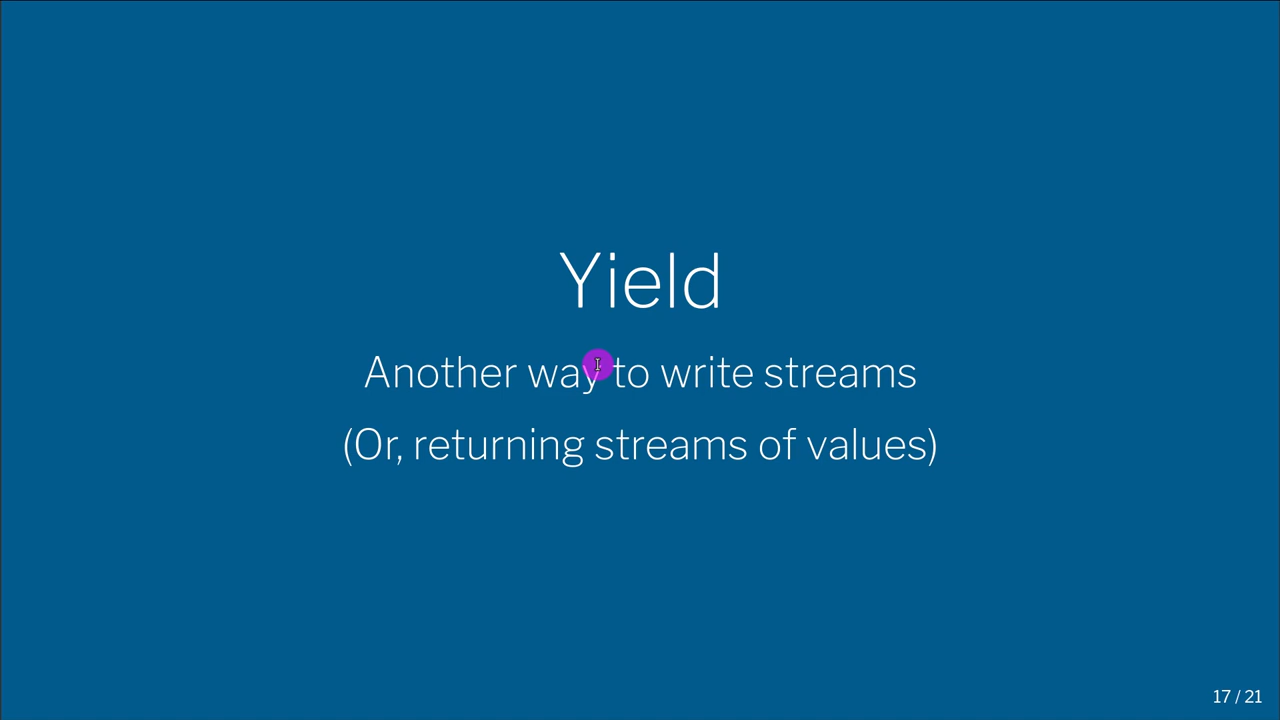 Yield
Another way to write streams
(Or, returning streams of values)
17 / 21